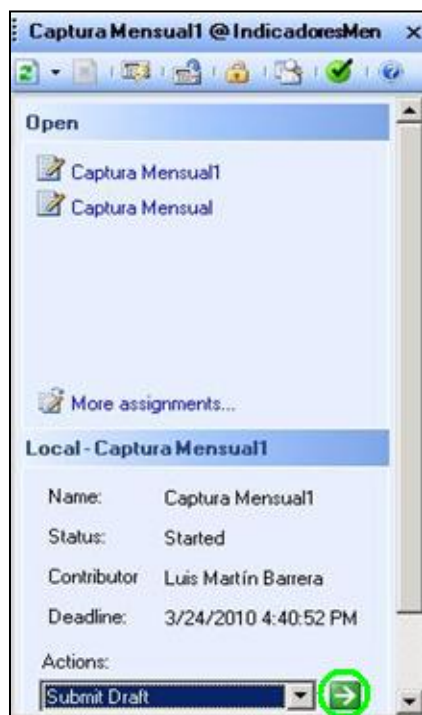 Captura Mensual1 @ IndicadoresMen
Open
Captura Mensual1
Captura Mensual
More assignments...
Local - Captura Mensual1
Name: Captura Mensual1
Status: Started
Contributor Luis Martín Barrera
Deadline: 3/24/2010 4:40:52 PM
Actions:
Submit Draft